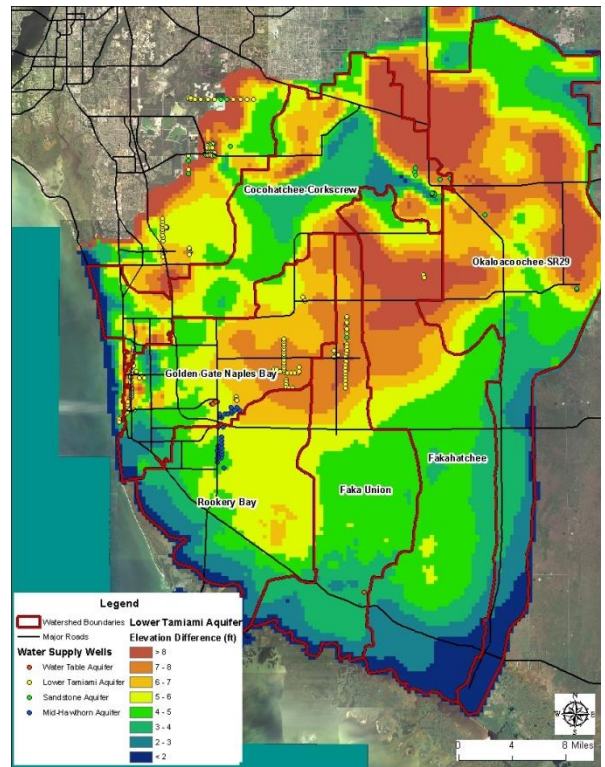 Cocohatchee-Corkscrew
Okaloacoochee-SR29
Golden Gate Naples Bay
Fakahatchee
Faka Union
Rookery Bay
Legend
Watershed Boundaries
Major Roads
Water Supply Wells
Water Table Aquifer
Lower Tamiami Aquifer
Sandstone Aquifer
Mid-Hawthorn Aquifer
Lower Tamiami Aquifer
Elevation Difference (ft)
> 8
7 - 8
6 - 7
5 - 6
4 - 5
3 - 4
2 - 3
< 2
N
W
E
S
0 4 8 Miles